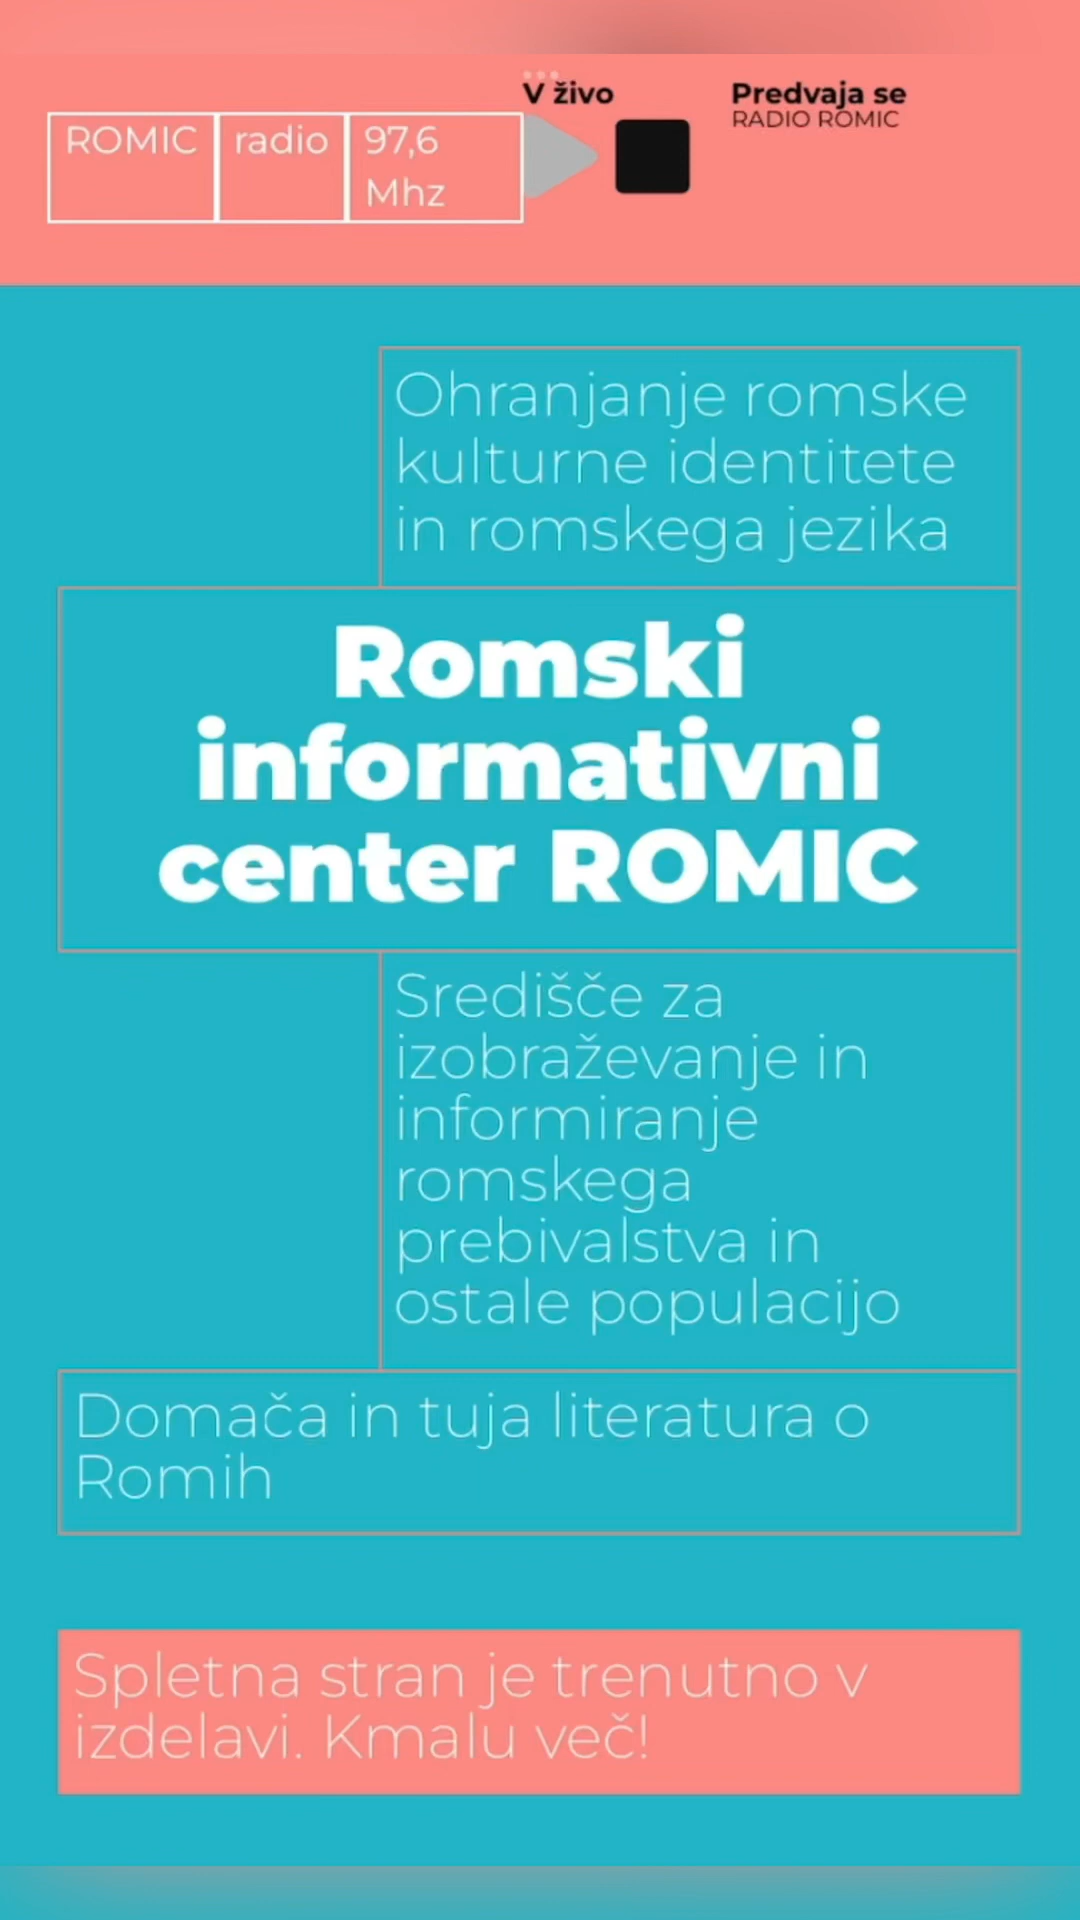 V živo
Predvaja se
RADIO ROMIC
ROMIC
radio
97,6
Mhz
Ohranjanje romske
kulturne identitete
in romskega jezika
Romski
informativni
center ROMIC
Središče za
izobraževanje in
informiranje
romskega
prebivalstva in
ostale populacijo
Domača in tuja literatura o
Romih
Spletna stran je trenutno v
izdelavi. Kmalu več!